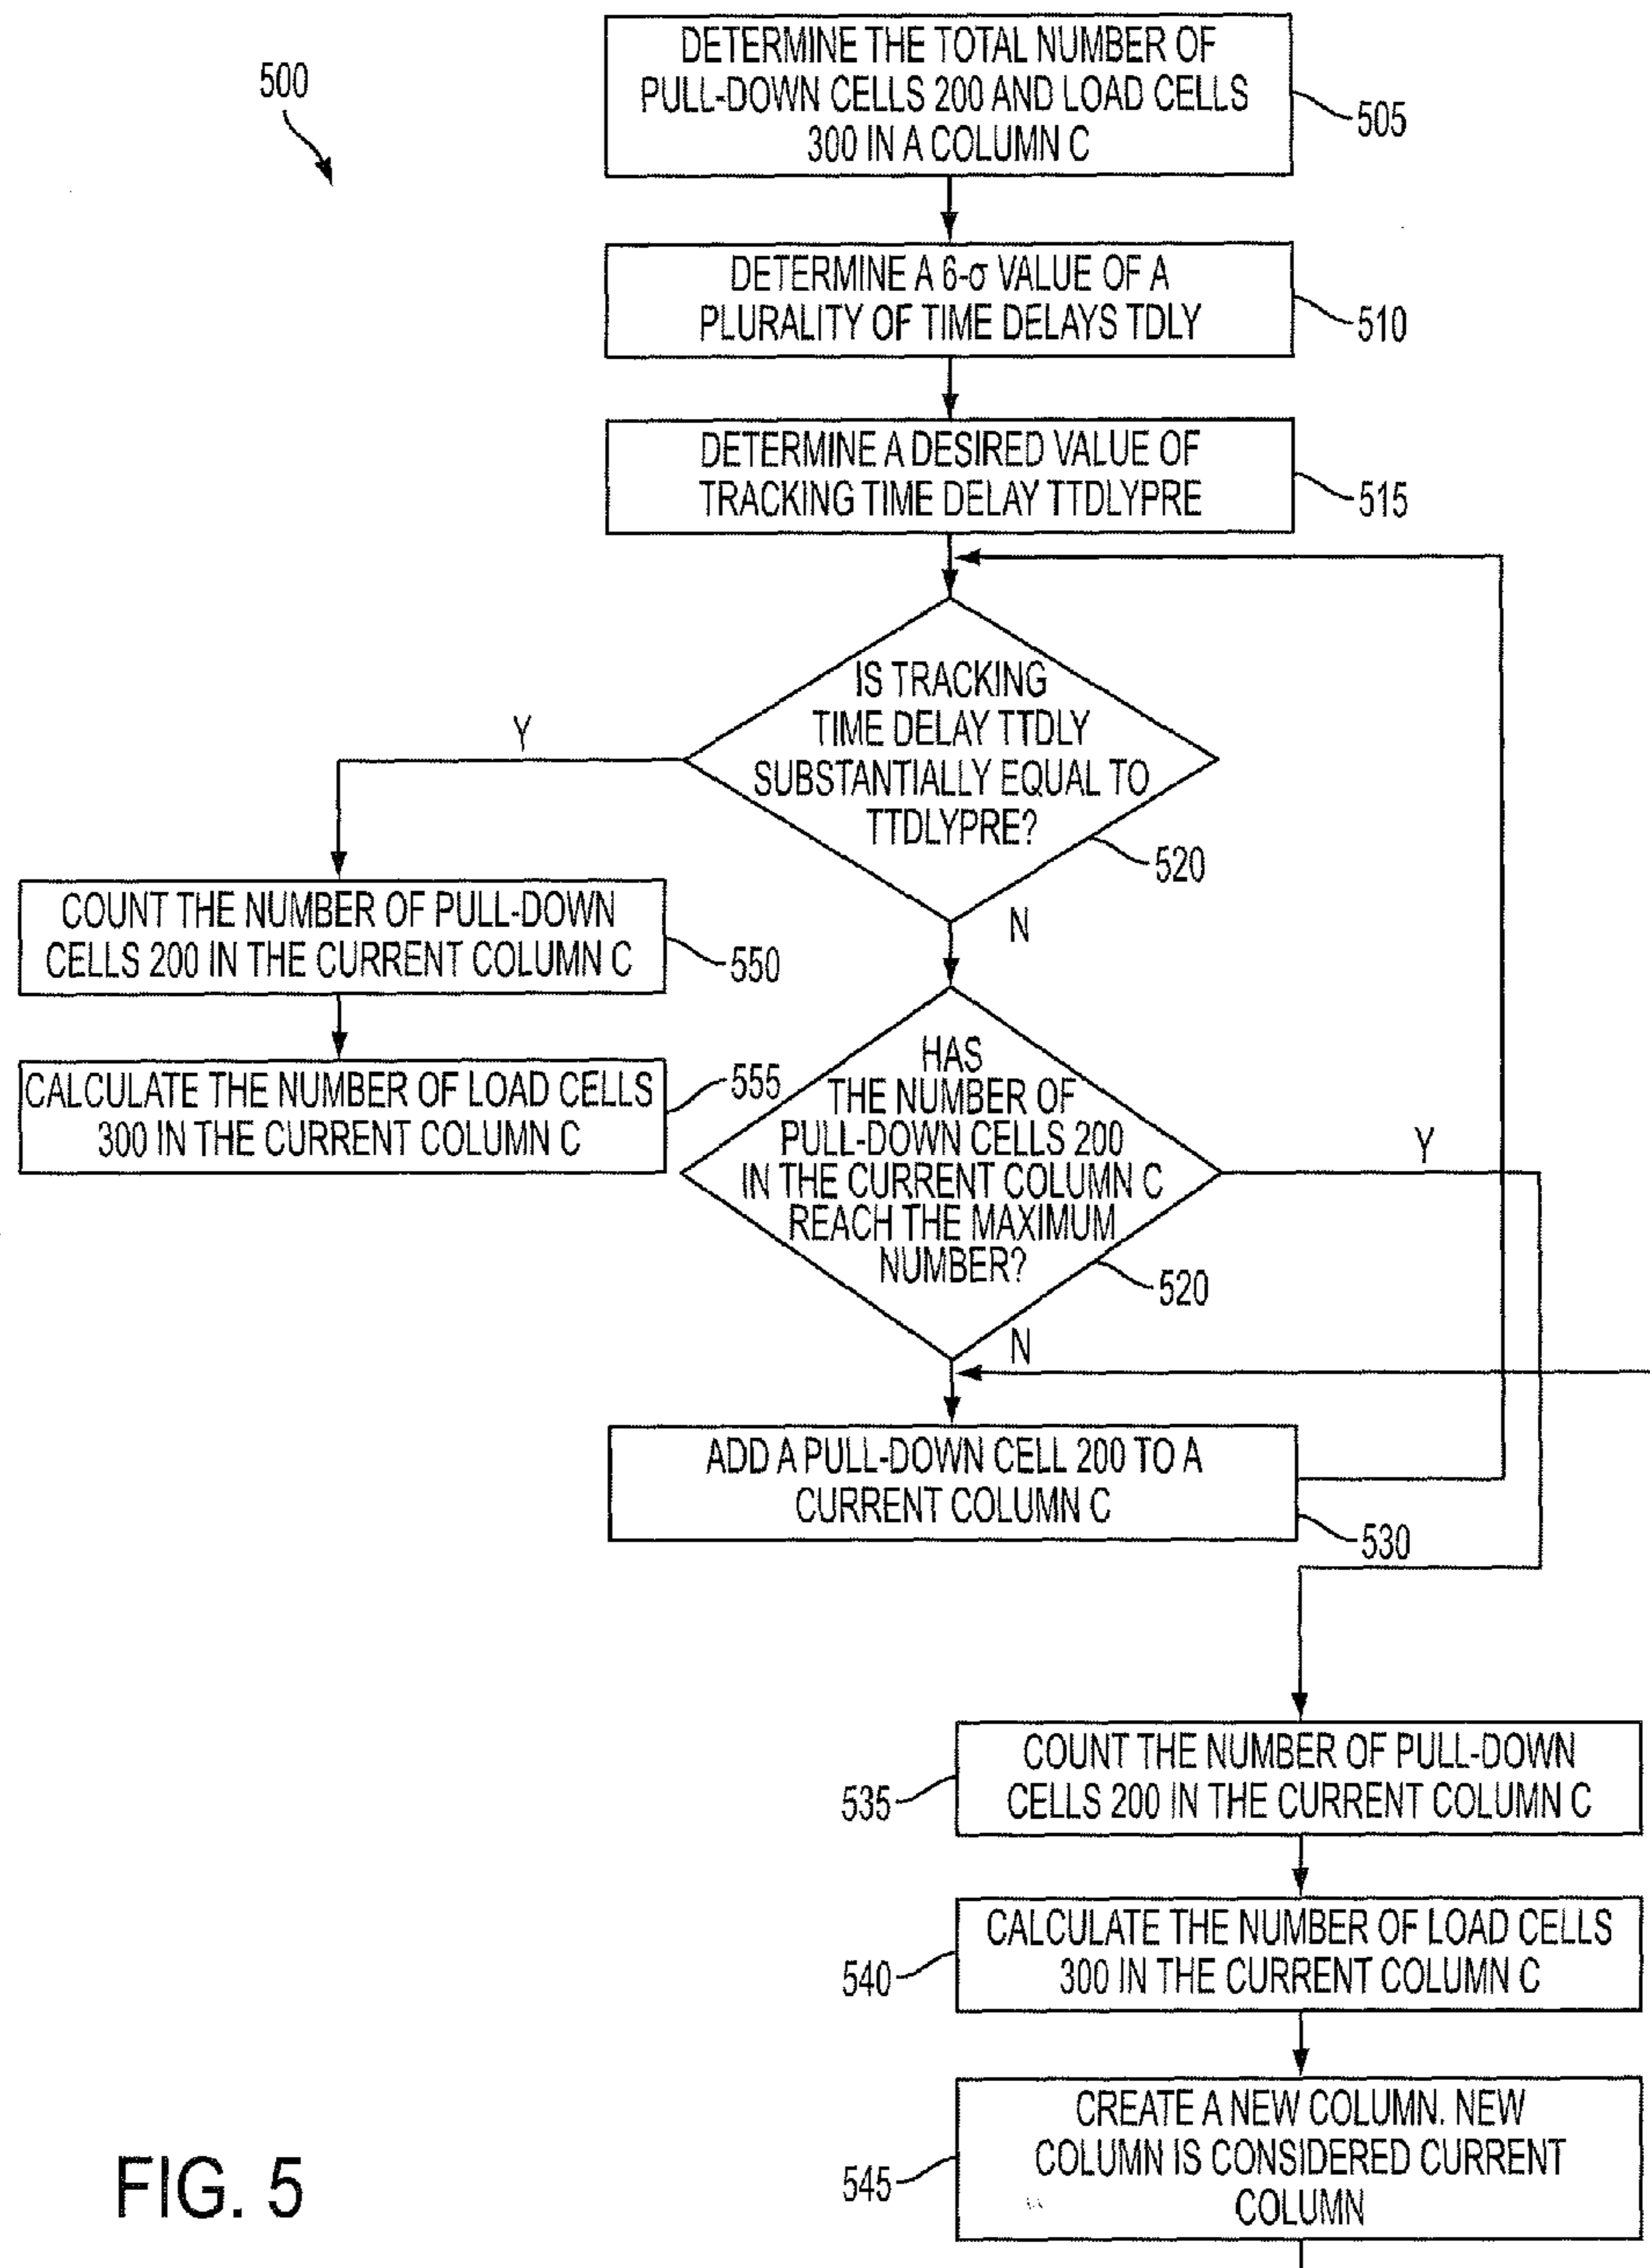 500
DETERMINE THE TOTAL NUMBER OF
PULL-DOWN CELLS 200 AND LOAD CELLS
300 IN A COLUMN C
505
DETERMINE A 6-σ VALUE OF A
PLURALITY OF TIME DELAYS TDLY
510
DETERMINE A DESIRED VALUE OF
TRACKING TIME DELAY TTDLYPRE
515
IS TRACKING
TIME DELAY TTDLY
SUBSTANTIALLY EQUAL TO
TTDLYPRE?
520
Y
N
COUNT THE NUMBER OF PULL-DOWN
CELLS 200 IN THE CURRENT COLUMN C
550
CALCULATE THE NUMBER OF LOAD CELLS
300 IN THE CURRENT COLUMN C
555
HAS
THE NUMBER OF
PULL-DOWN CELLS 200
IN THE CURRENT COLUMN C
REACH THE MAXIMUM
NUMBER?
520
Y
N
ADD A PULL-DOWN CELL 200 TO A
CURRENT COLUMN C
530
COUNT THE NUMBER OF PULL-DOWN
CELLS 200 IN THE CURRENT COLUMN C
535
CALCULATE THE NUMBER OF LOAD CELLS
300 IN THE CURRENT COLUMN C
540
CREATE A NEW COLUMN. NEW
COLUMN IS CONSIDERED CURRENT
COLUMN
545
FIG. 5